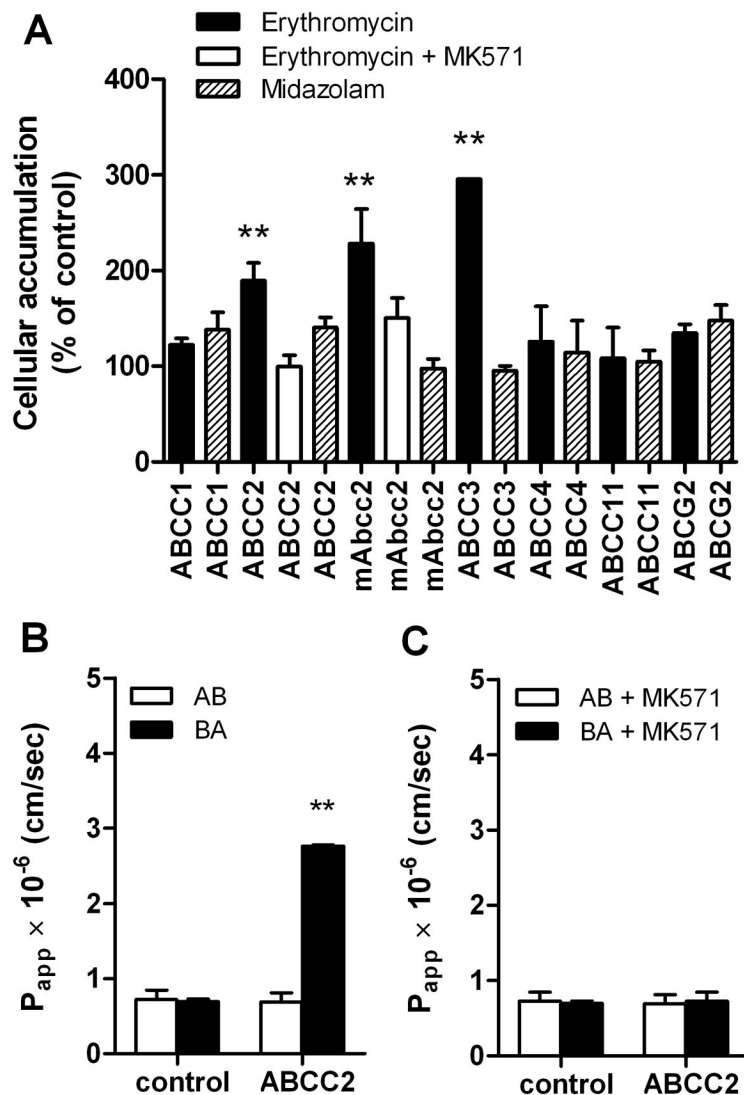 A
Erythromycin
Erythromycin + MK571
Midazolam
Cellular accumulation
(% of control)
400
300
200
100
0
**
**
**
ABCC1
ABCC1
ABCC2
ABCC2
ABCC2
mAbcc2
mAbcc2
mAbcc2
ABCC3
ABCC3
ABCC4
ABCC4
ABCC11
ABCC11
ABCG2
ABCG2
B
AB
BA
P_app × 10⁻⁶ (cm/sec)
5
4
3
2
1
0
**
control
ABCC2
C
AB + MK571
BA + MK571
P_app × 10⁻⁶ (cm/sec)
5
4
3
2
1
0
control
ABCC2